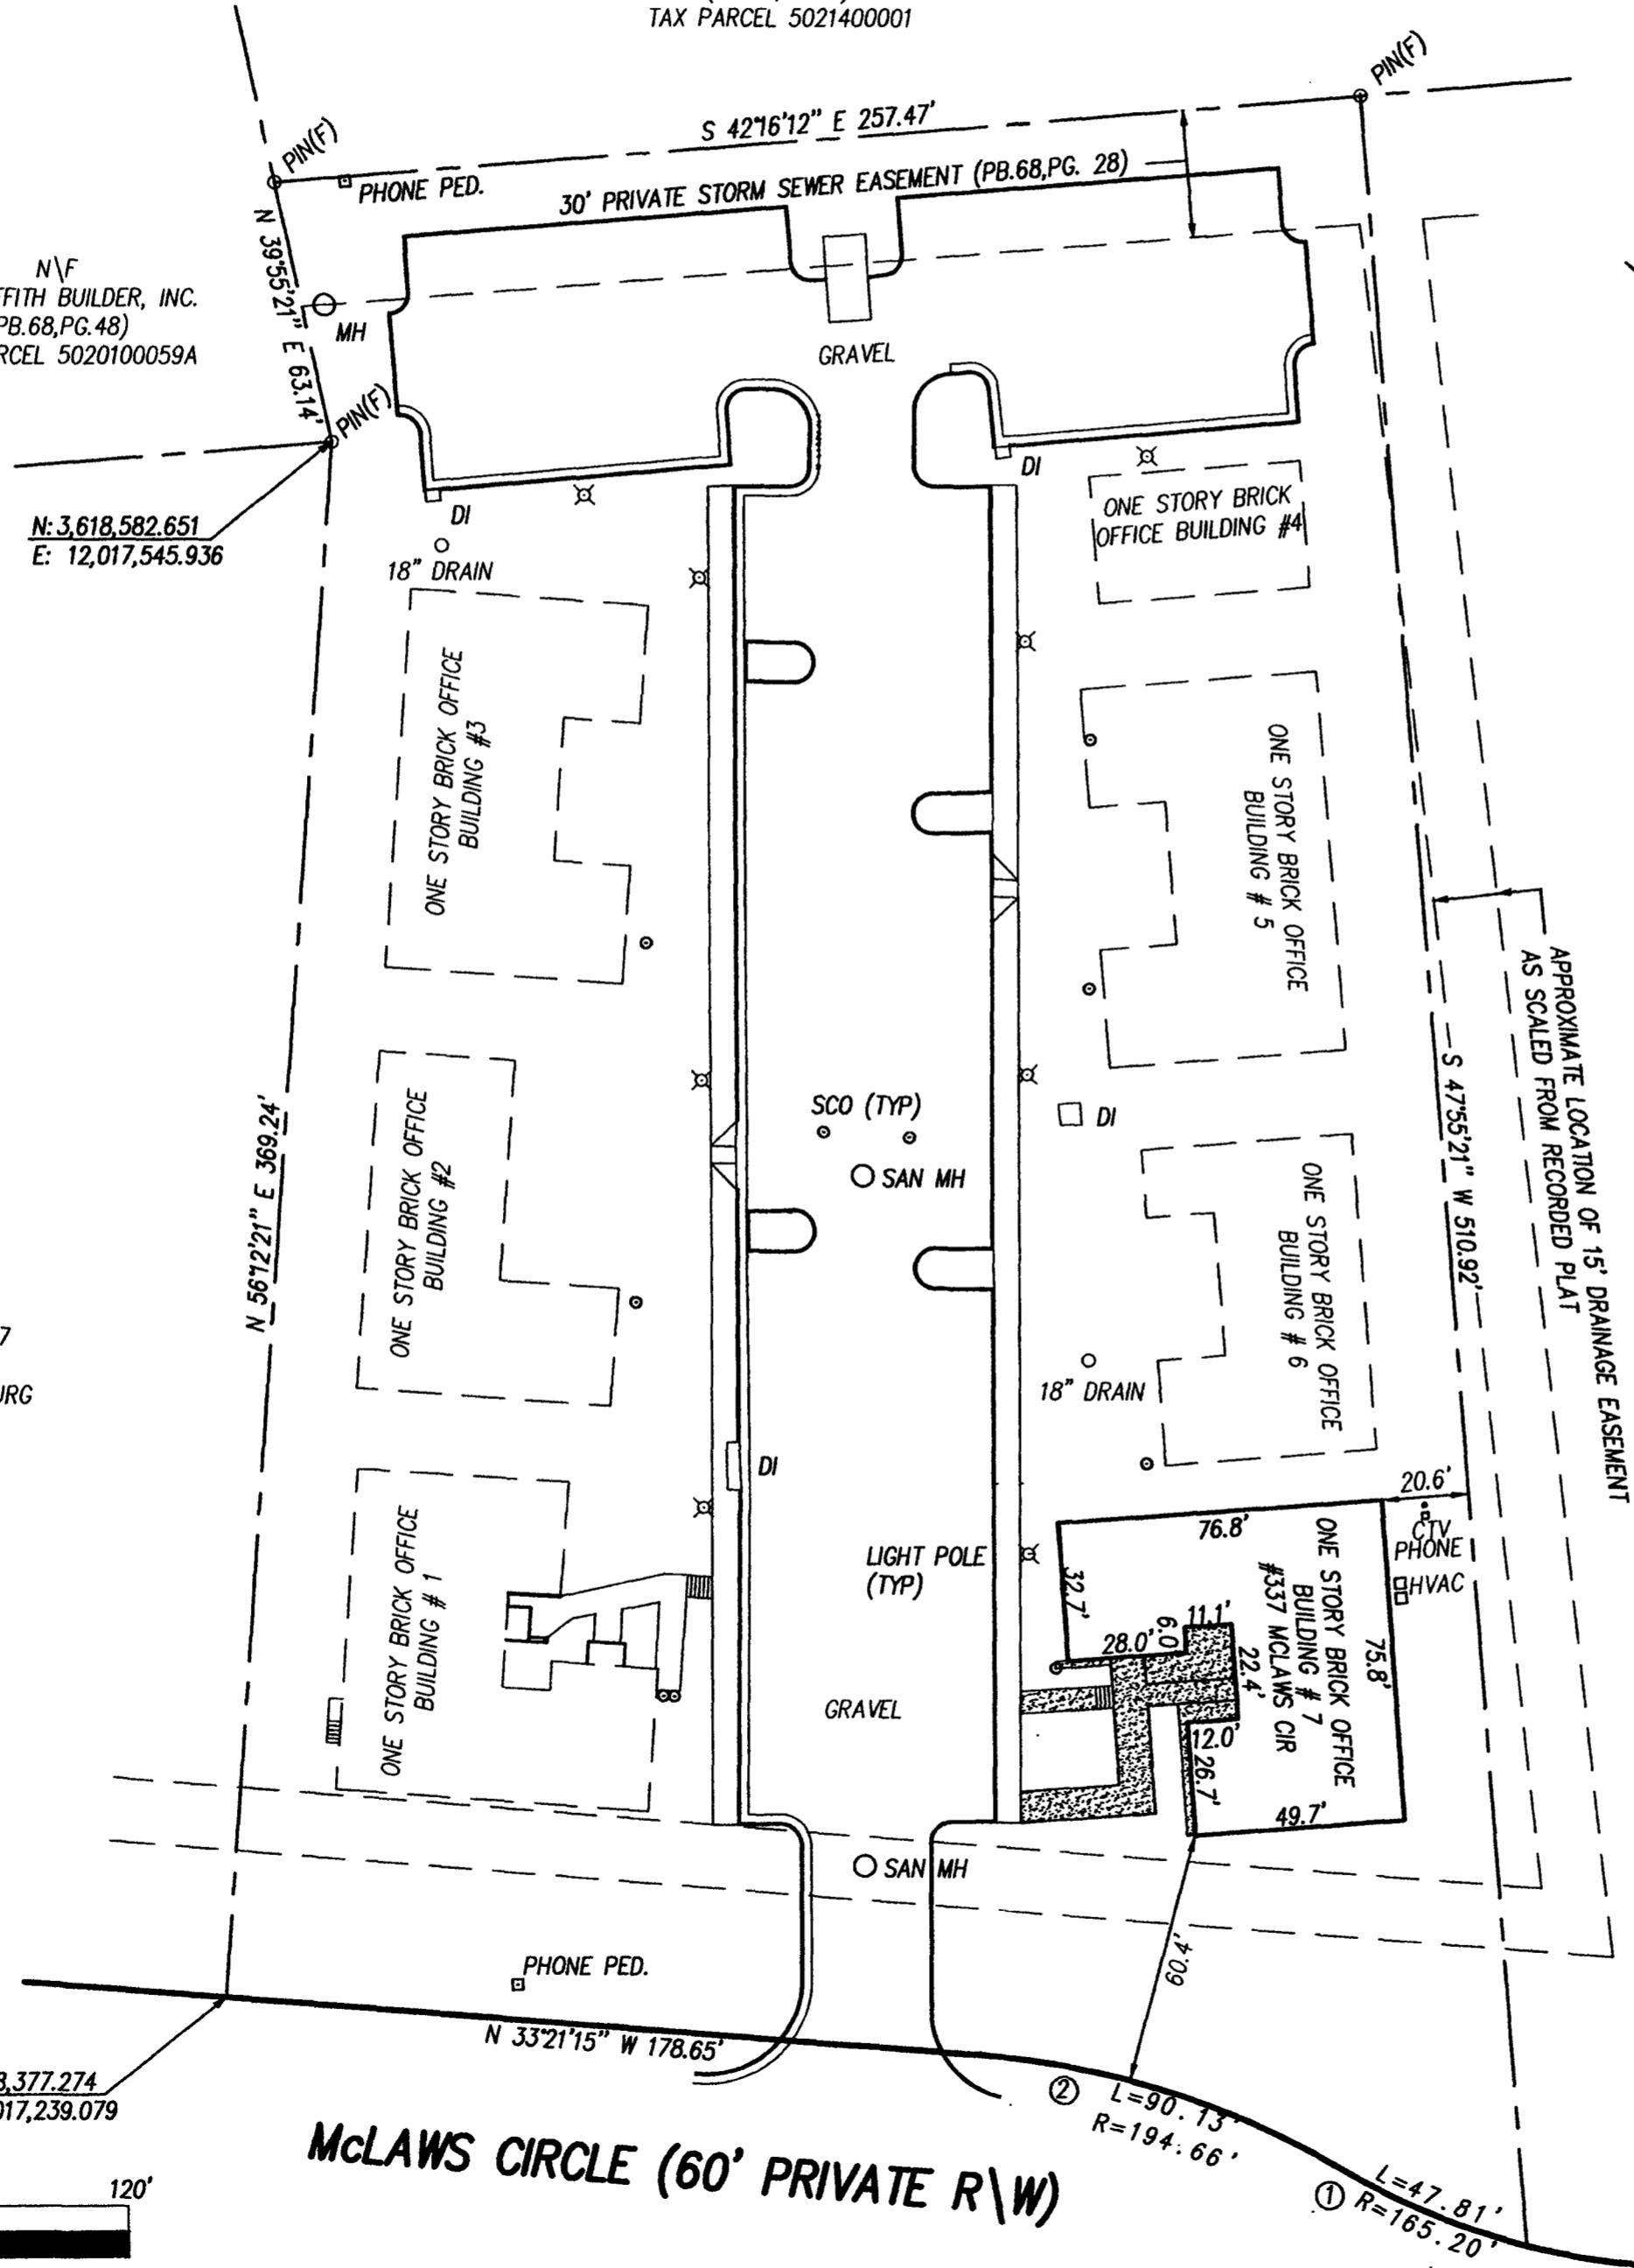 TAX PARCEL 5021400001
PIN(F)
S 42°16'12" E 257.47'
PIN(F)
PHONE PED.
30' PRIVATE STORM SEWER EASEMENT (PB.68,PG. 28)
N 39°55'21" E 63.14'
N\F
FFITH BUILDER, INC.
PB.68,PG.48)
RCEL 5020100059A
MH
GRAVEL
PIN(F)
N: 3,618,582.651
E: 12,017,545.936
DI
18" DRAIN
DI
ONE STORY BRICK
OFFICE BUILDING #4
ONE STORY BRICK OFFICE
BUILDING #3
ONE STORY BRICK OFFICE
BUILDING # 5
APPROXIMATE LOCATION OF 15' DRAINAGE EASEMENT
AS SCALED FROM RECORDED PLAT
S 47°55'21" W 510.92'
N 56°12'21" E 369.24'
SCO (TYP)
SAN MH
DI
ONE STORY BRICK OFFICE
BUILDING #2
ONE STORY BRICK OFFICE
BUILDING # 6
7
URG
18" DRAIN
DI
ONE STORY BRICK OFFICE
BUILDING # 1
LIGHT POLE
(TYP)
GRAVEL
20.6'
76.8'
CTV
PHONE
HVAC
32.7'
ONE STORY BRICK OFFICE
BUILDING # 7
#337 MCLAWS CIR
11.1'
6.0'
28.0'
22.4'
75.8'
12.0'
26.7'
49.7'
SAN MH
60.4'
PHONE PED.
N 33°21'15" W 178.65'
8,377.274
017,239.079
② L=90.13'
R=194.66'
L=47.81'
① R=165.20'
McLAWS CIRCLE (60' PRIVATE R\W)
120'